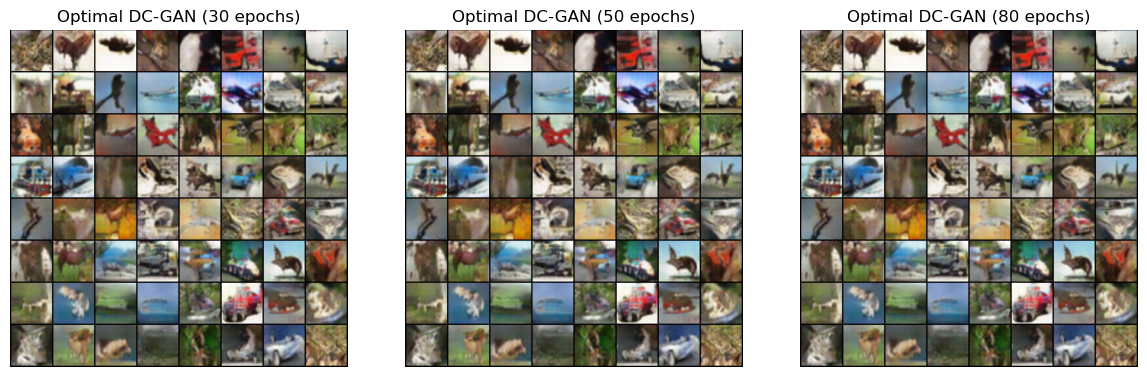 Optimal DC-GAN (30 epochs)
Optimal DC-GAN (50 epochs)
Optimal DC-GAN (80 epochs)